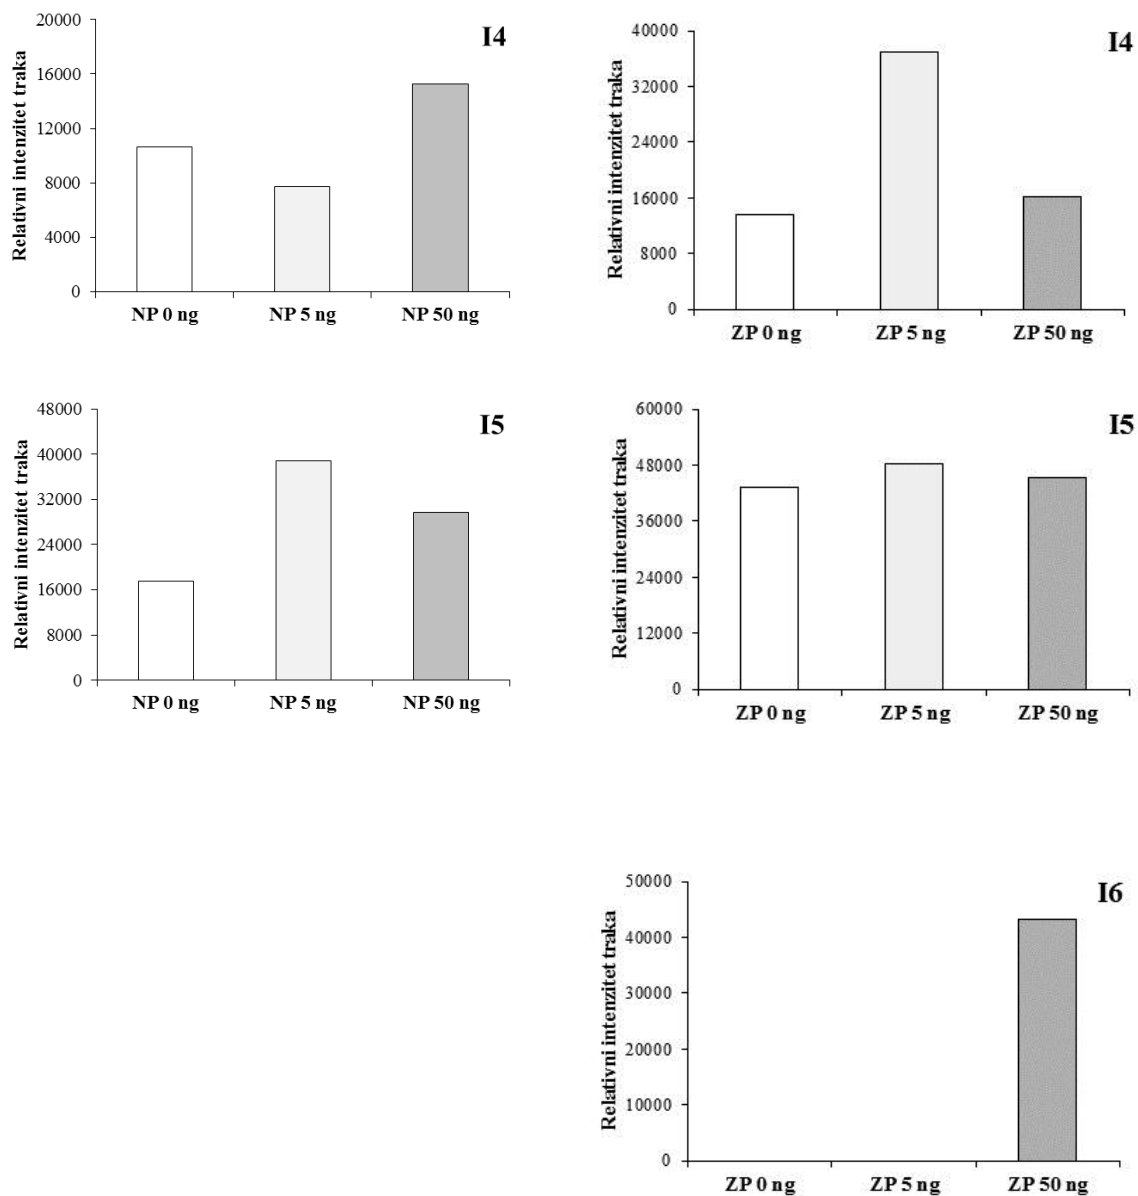 I4
Relativni intenzitet traka
20000
16000
12000
8000
4000
0
NP 0 ng NP 5 ng NP 50 ng
I4
Relativni intenzitet traka
40000
32000
24000
16000
8000
0
ZP 0 ng ZP 5 ng ZP 50 ng
I5
Relativni intenzitet traka
48000
40000
32000
24000
16000
8000
0
NP 0 ng NP 5 ng NP 50 ng
I5
Relativni intenzitet traka
60000
48000
36000
24000
12000
0
ZP 0 ng ZP 5 ng ZP 50 ng
I6
Relativni intenzitet traka
50000
40000
30000
20000
10000
0
ZP 0 ng ZP 5 ng ZP 50 ng